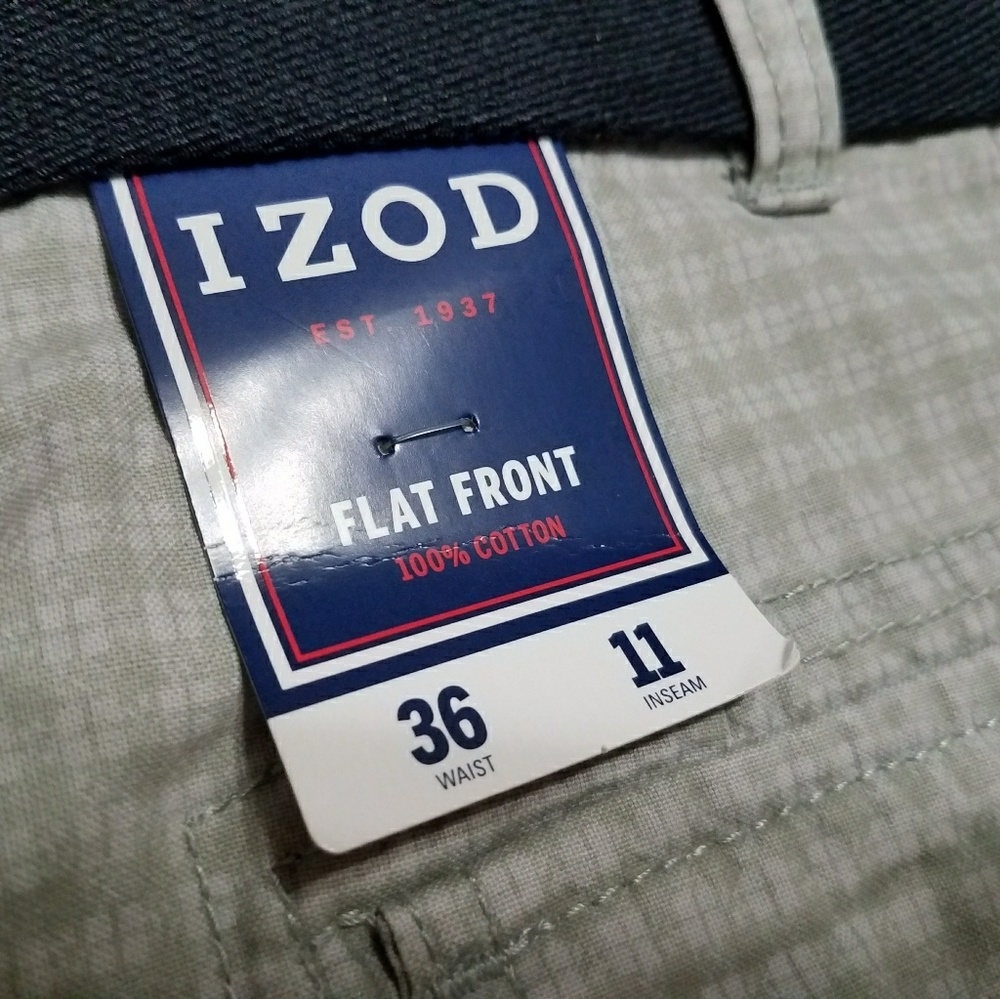 IZOD
EST. 1937
FLAT FRONT
100% COTTON
36 11
WAIST INSEAM